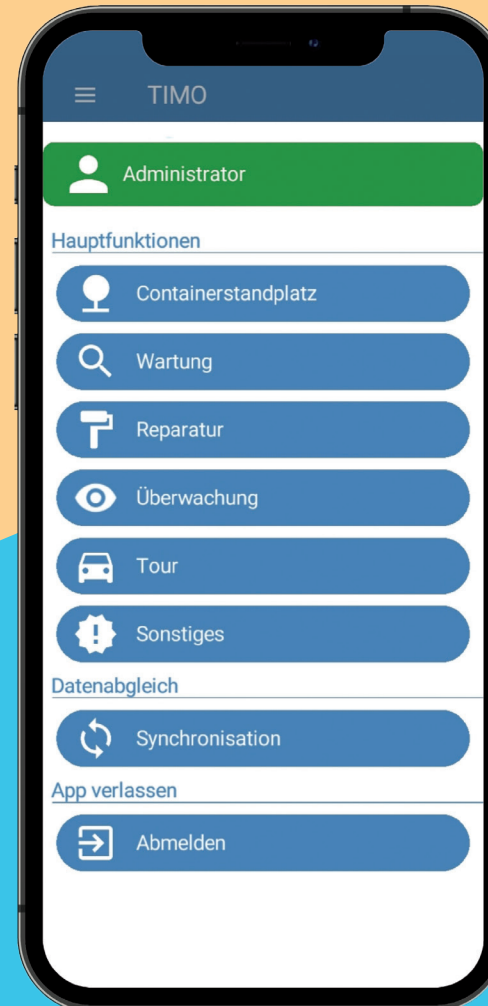 TIMO
Administrator
Hauptfunktionen
Containerstandplatz
Wartung
Reparatur
Überwachung
Tour
Sonstiges
Datenabgleich
Synchronisation
App verlassen
Abmelden